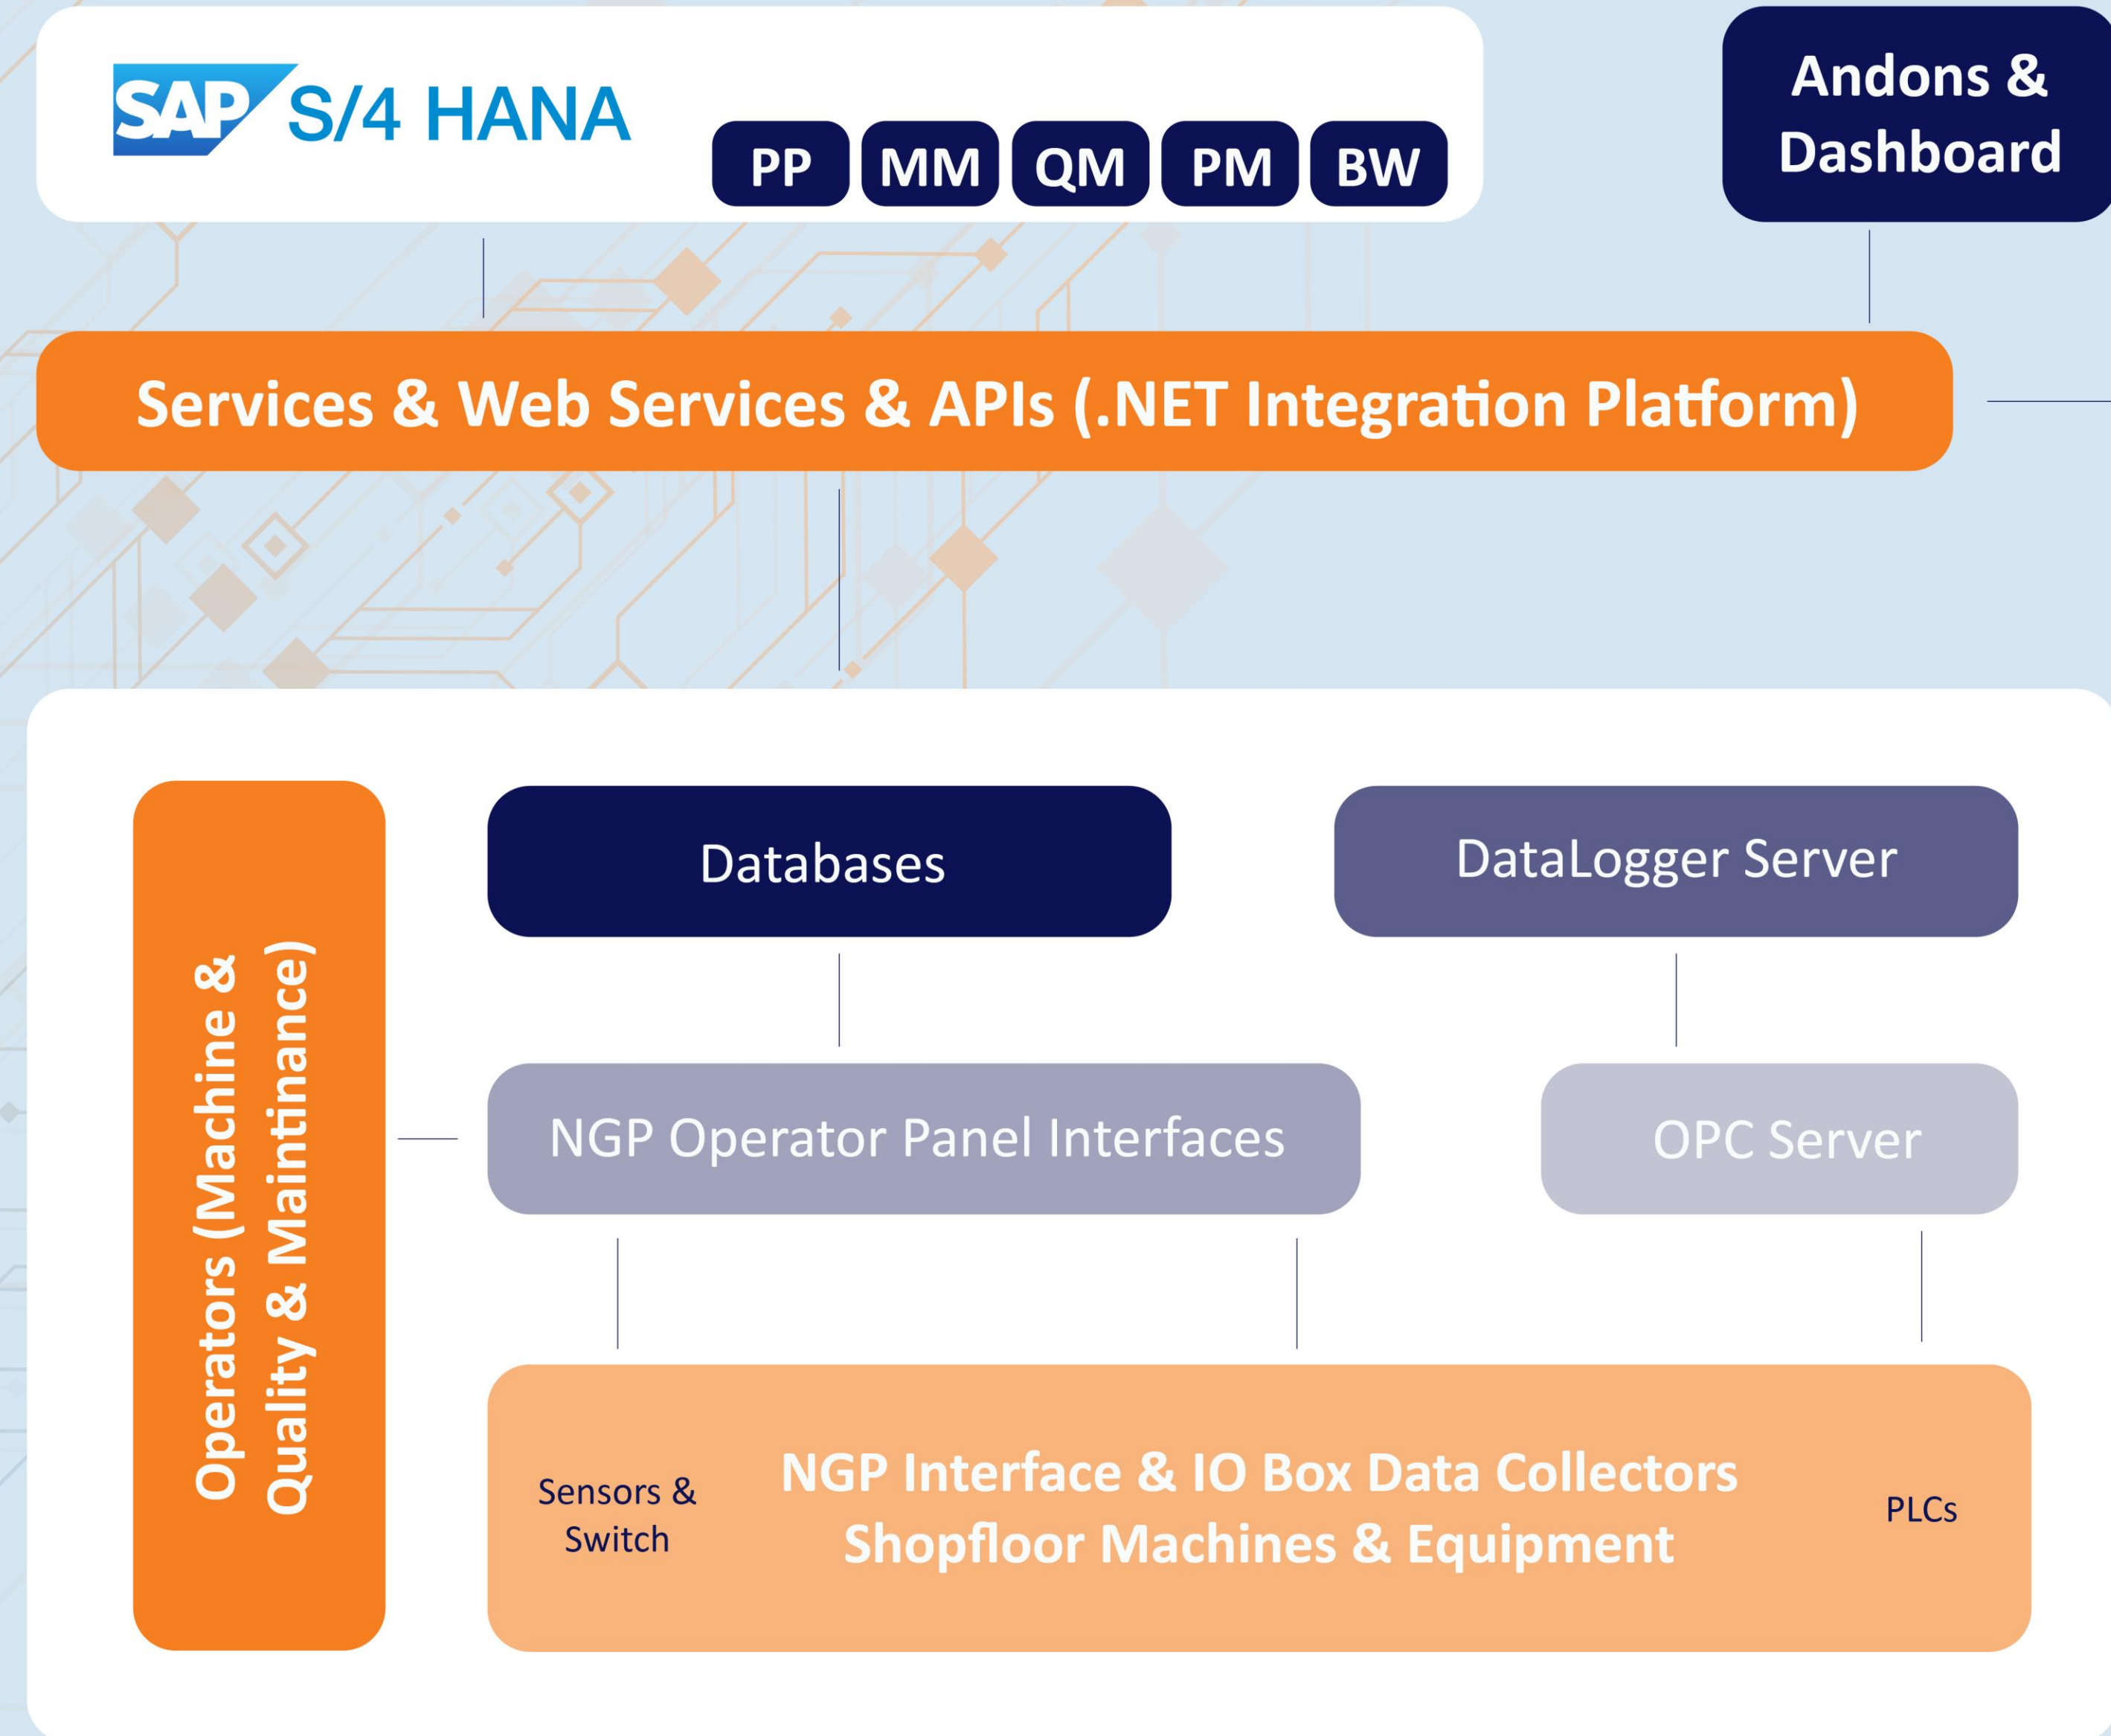 SAP S/4 HANA
PP MM QM PM BW
Andons &
Dashboard
Services & Web Services & APIs (.NET Integration Platform)
Operators (Machine &
Quality & Maintinance)
Databases
DataLogger Server
NGP Operator Panel Interfaces
OPC Server
Sensors &
Switch
NGP Interface & IO Box Data Collectors
Shopfloor Machines & Equipment
PLCs